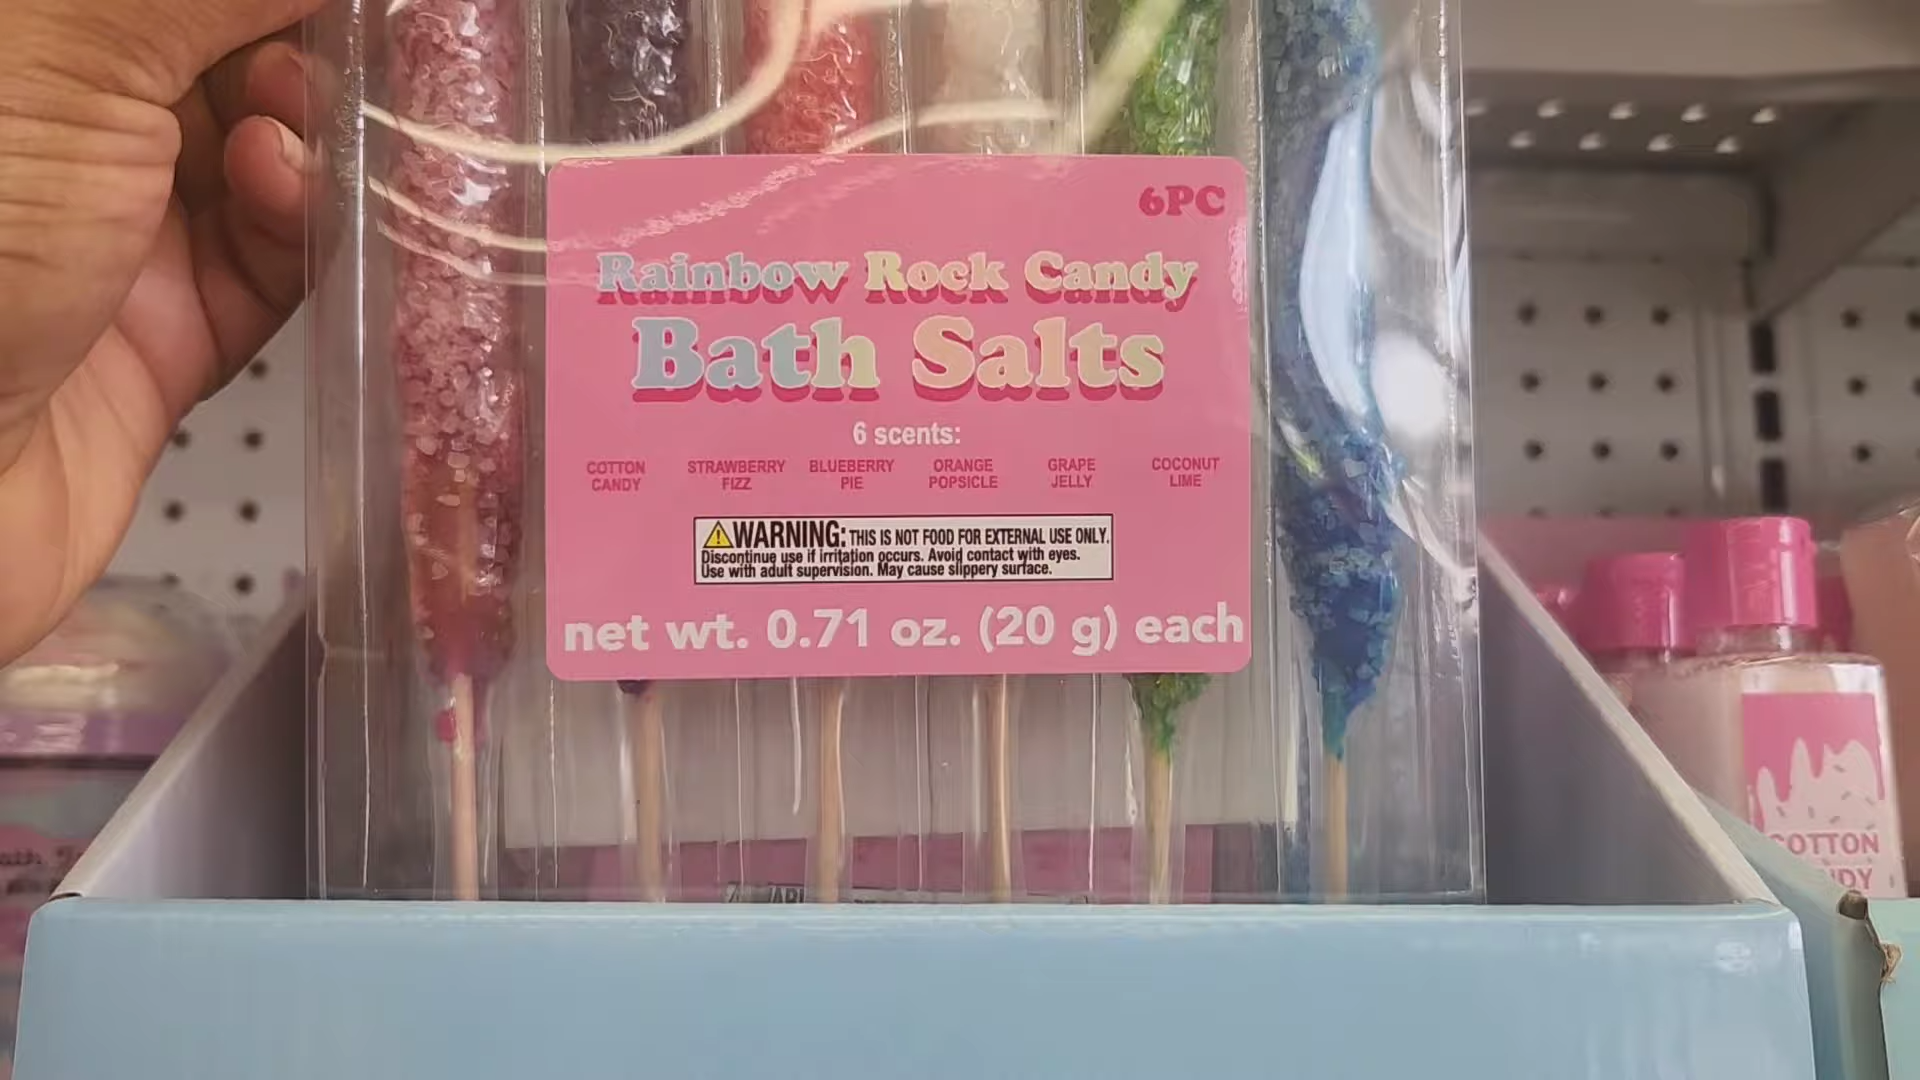 6PC
Rainbow Rock Candy
Bath Salts
6 scents:
COTTON CANDY
STRAWBERRY FIZZ
BLUEBERRY PIE
ORANGE POPSICLE
GRAPE JELLY
COCONUT LIME
WARNING: THIS IS NOT FOOD FOR EXTERNAL USE ONLY.
Discontinue use if irritation occurs. Avoid contact with eyes.
Use with adult supervision. May cause slippery surface.
net wt. 0.71 oz. (20 g) each
COTTON